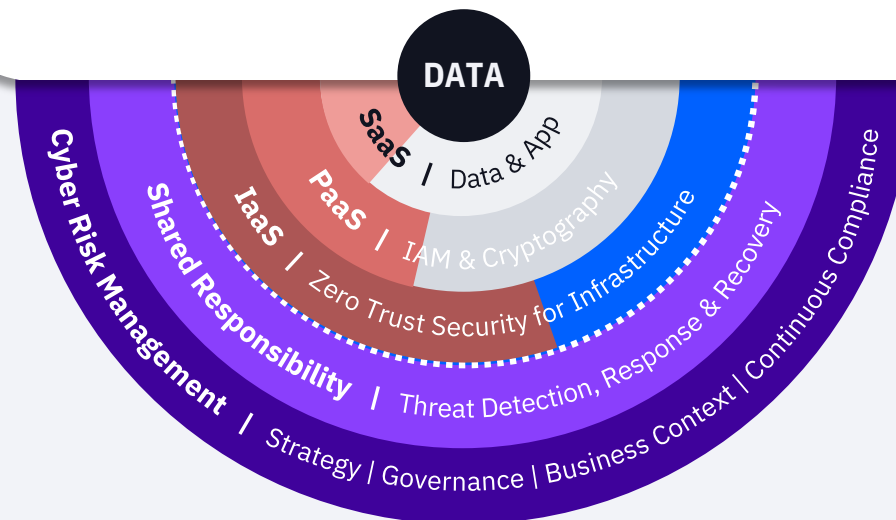 DATA
SaaS | Data & App
PaaS | IAM & Cryptography
IaaS | Zero Trust Security for Infrastructure
Shared Responsibility | Threat Detection, Response & Recovery
Cyber Risk Management | Strategy | Governance | Business Context | Continuous Compliance